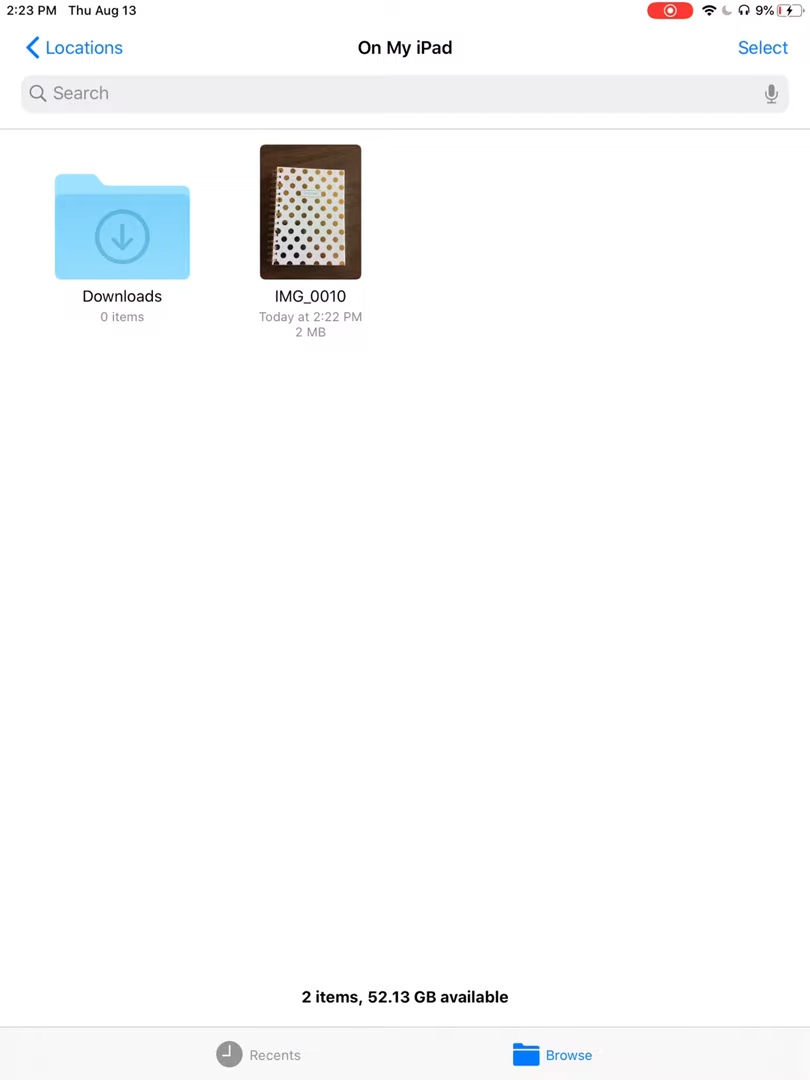 2:23 PM Thu Aug 13 9%
Locations On My iPad Select
Search
Downloads
0 items
IMG_0010
Today at 2:22 PM
2 MB
2 items, 52.13 GB available
Recents Browse